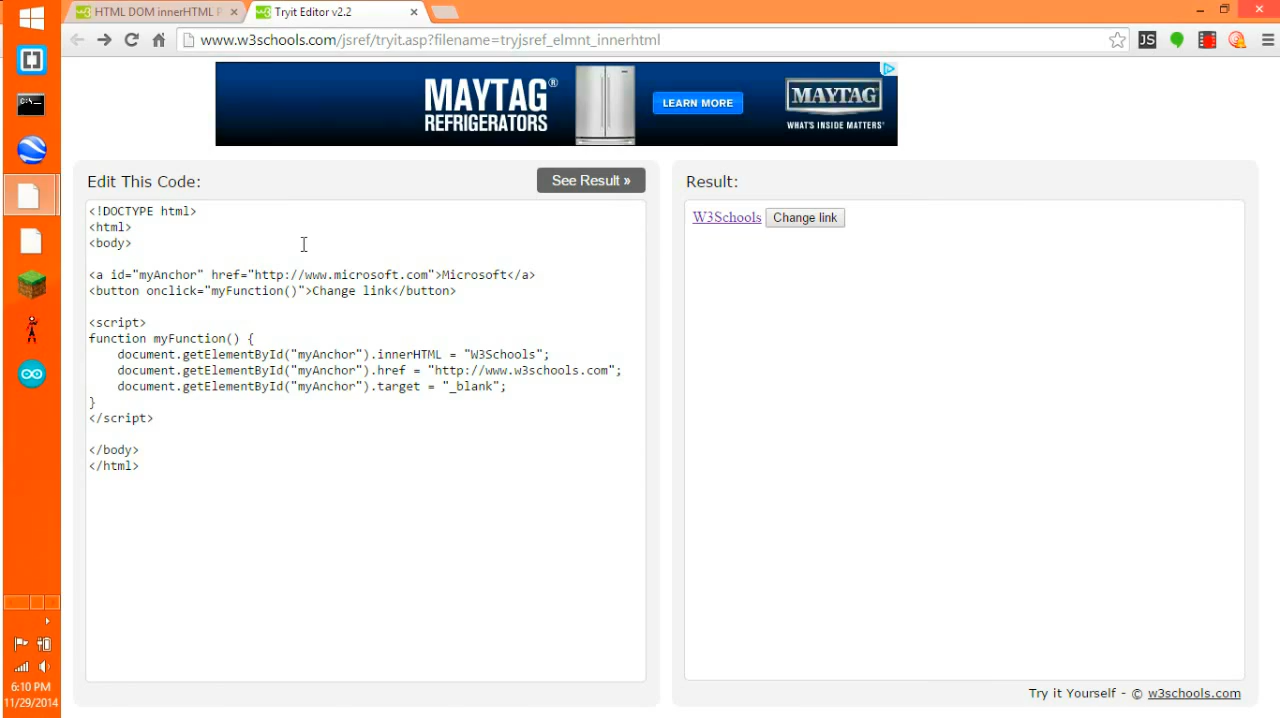 HTML DOM innerHTML P
Tryit Editor v2.2
www.w3schools.com/jsref/tryit.asp?filename=tryjsref_elmnt_innerhtml
JS
MAYTAG®
REFRIGERATORS
LEARN MORE
MAYTAG
WHAT'S INSIDE MATTERS™
Edit This Code:
See Result »
<!DOCTYPE html>
<html>
<body>
<a id="myAnchor" href="http://www.microsoft.com">Microsoft</a>
<button onclick="myFunction()">Change link</button>
<script>
function myFunction() {
    document.getElementById("myAnchor").innerHTML = "W3Schools";
    document.getElementById("myAnchor").href = "http://www.w3schools.com";
    document.getElementById("myAnchor").target = "_blank";
}
</script>
</body>
</html>
Result:
W3Schools Change link
Try it Yourself - © w3schools.com
6:10 PM
11/29/2014